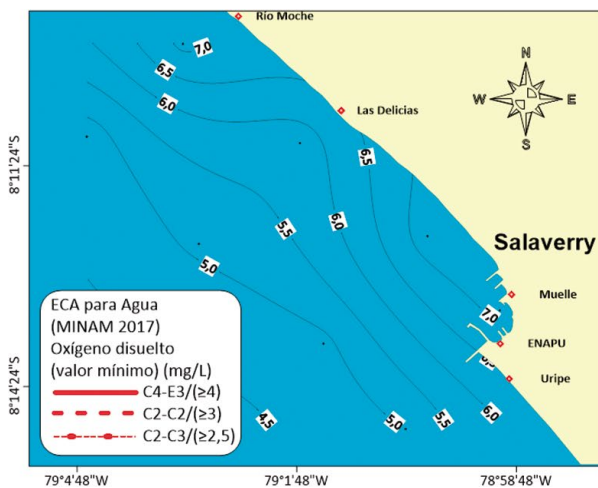 Río Moche
7,0
6,5
6,0
Las Delicias
N
W
E
S
8°11'24"S
6,5
5,5
6,0
Salaverry
5,0
Muelle
7,0
ENAPU
Uripe
ECA para Agua
(MINAM 2017)
Oxígeno disuelto
(valor mínimo) (mg/L)
C4-E3/(≥4)
C2-C2/(≥3)
C2-C3/(≥2,5)
8°14'24"S
4,5
5,0
5,5
6,0
79°4'48"W
79°1'48"W
78°58'48"W